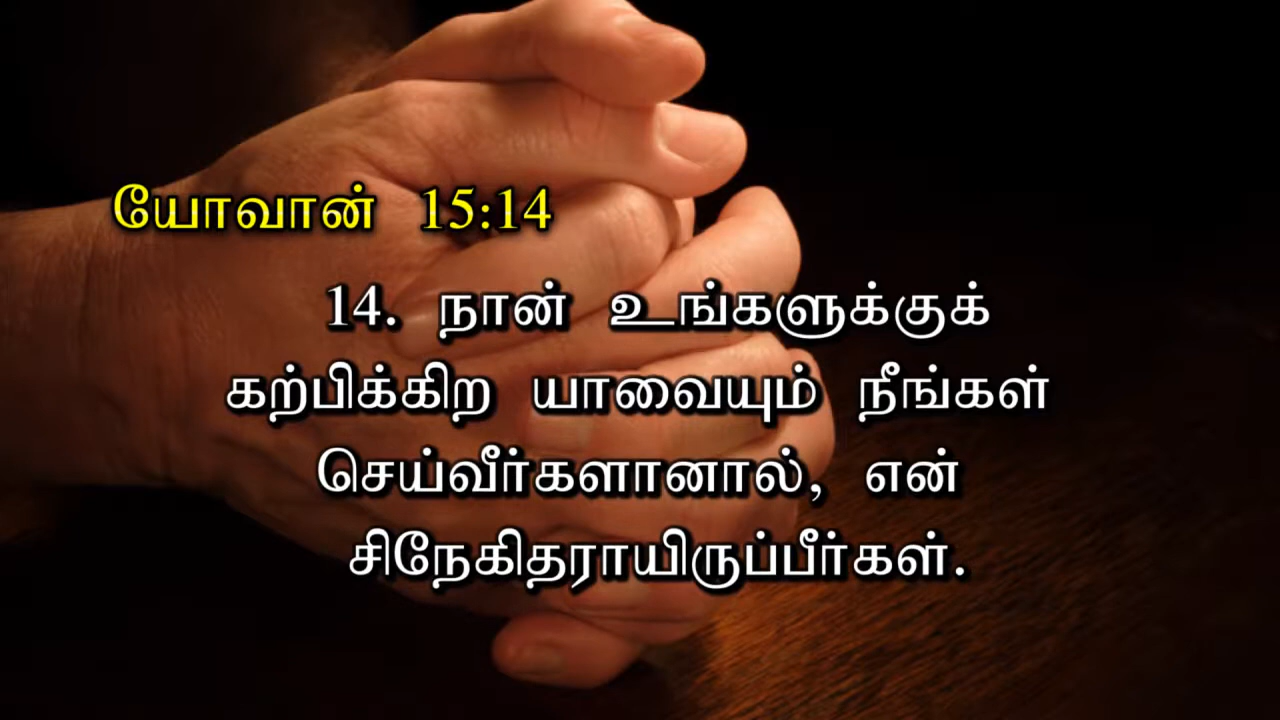 யோவான் 15:14
14. நான் உங்களுக்குக்
கற்பிக்கிற யாவையும் நீங்கள்
செய்வீர்களானால், என்
சிநேகிதராயிருப்பீர்கள்.